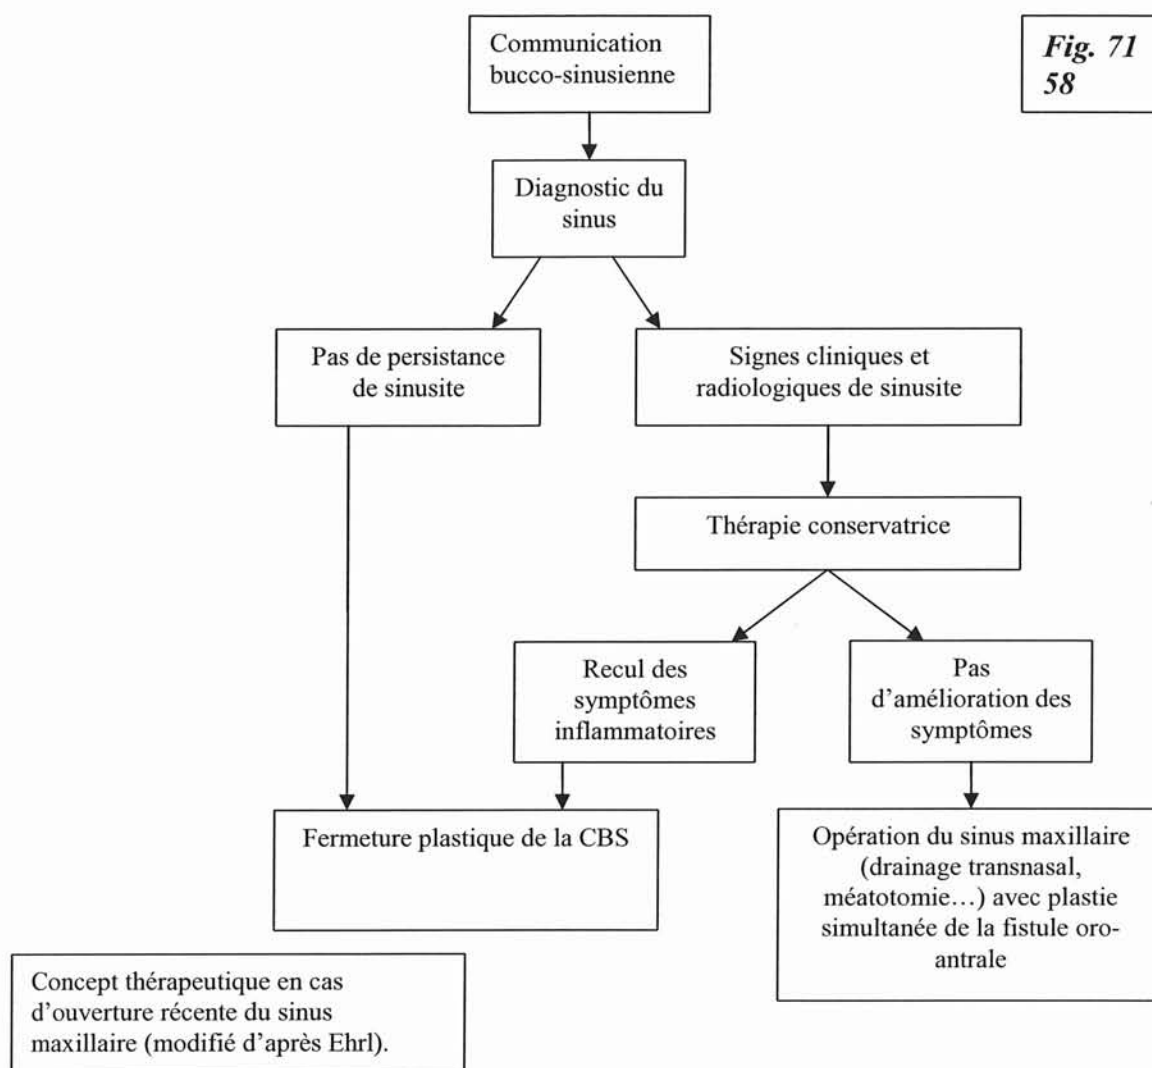 Communication
bucco-sinusienne
Fig. 71
58
Diagnostic du
sinus
Pas de persistance
de sinusite
Signes cliniques et
radiologiques de sinusite
Thérapie conservatrice
Recul des
symptômes
inflammatoires
Pas
d’amélioration des
symptômes
Fermeture plastique de la CBS
Opération du sinus maxillaire
(drainage transnasal,
méatotomie…) avec plastie
simultanée de la fistule oro-
antrale
Concept thérapeutique en cas
d’ouverture récente du sinus
maxillaire (modifié d’après Ehrl).